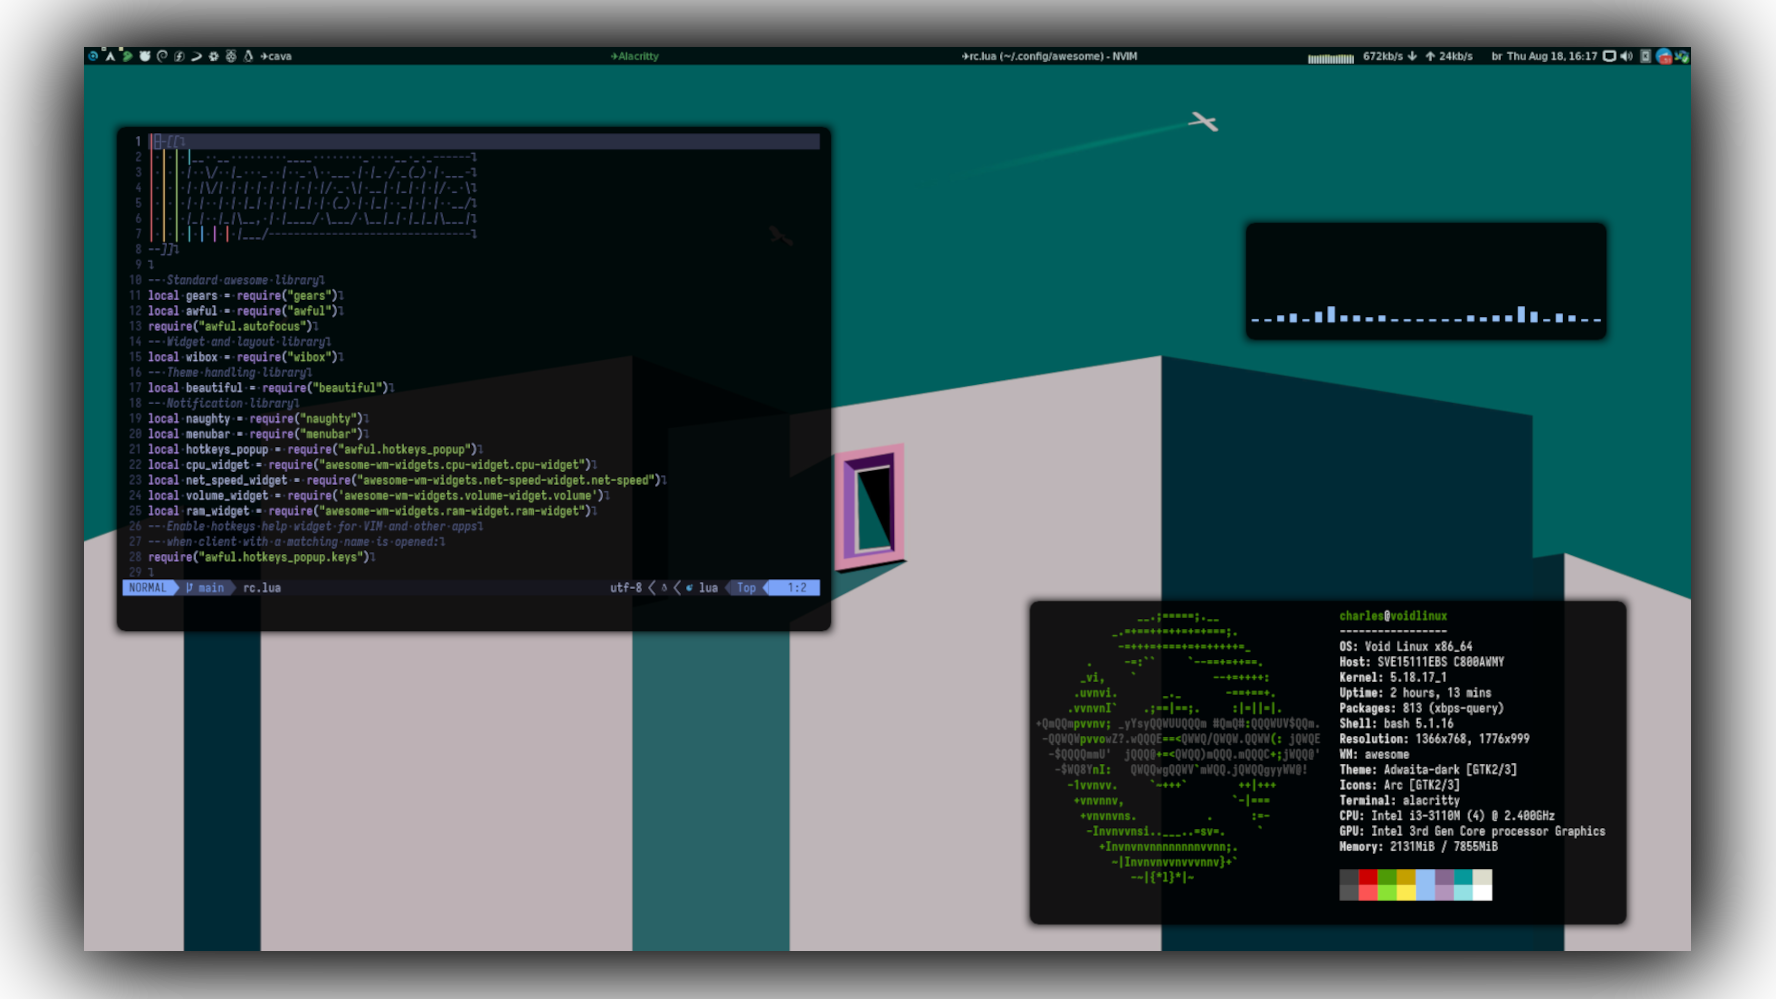 cava
Alacritty
rc.lua (~/.config/awesome) - NVIM
672kb/s ↓ ↑ 24kb/s
br Thu Aug 18, 16:17
1 --[[
2
3
4
5
6
7
8 --]]
9
10 -- Standard awesome library
11 local gears = require("gears")
12 local awful = require("awful")
13 require("awful.autofocus")
14 -- Widget and layout library
15 local wibox = require("wibox")
16 -- Theme handling library
17 local beautiful = require("beautiful")
18 -- Notification library
19 local naughty = require("naughty")
20 local menubar = require("menubar")
21 local hotkeys_popup = require("awful.hotkeys_popup")
22 local cpu_widget = require("awesome-wm-widgets.cpu-widget.cpu-widget")
23 local net_speed_widget = require("awesome-wm-widgets.net-speed-widget.net-speed")
24 local volume_widget = require('awesome-wm-widgets.volume-widget.volume')
25 local ram_widget = require("awesome-wm-widgets.ram-widget.ram-widget")
26 -- Enable hotkeys help widget for VIM and other apps
27 -- when client with a matching name is opened:
28 require("awful.hotkeys_popup.keys")
29
NORMAL main rc.lua utf-8 lua Top 1:2
charles@voidlinux
-----------------
OS: Void Linux x86_64
Host: SVE15111EBS C800AWMY
Kernel: 5.18.17_1
Uptime: 2 hours, 13 mins
Packages: 813 (xbps-query)
Shell: bash 5.1.16
Resolution: 1366x768, 1776x999
WM: awesome
Theme: Adwaita-dark [GTK2/3]
Icons: Arc [GTK2/3]
Terminal: alacritty
CPU: Intel i3-3110M (4) @ 2.400GHz
GPU: Intel 3rd Gen Core processor Graphics
Memory: 2131MiB / 7855MiB